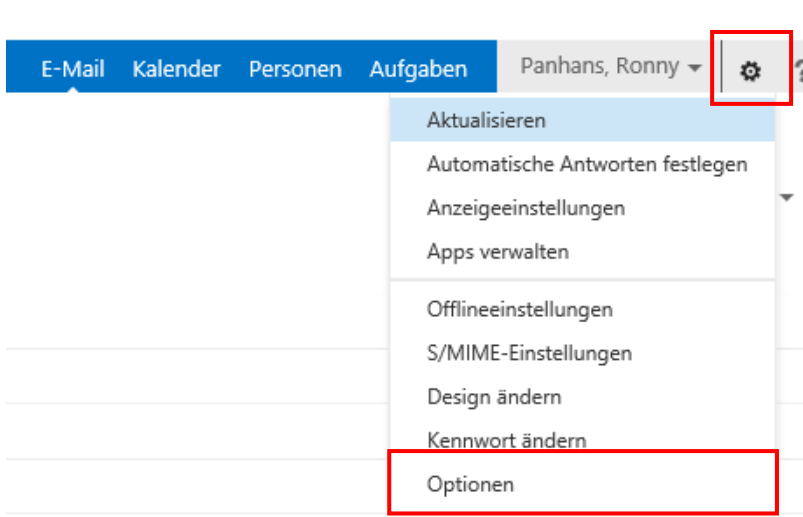 E-Mail Kalender Personen Aufgaben Panhans, Ronny ?
Aktualisieren
Automatische Antworten festlegen
Anzeigeeinstellungen
Apps verwalten
Offlineeinstellungen
S/MIME-Einstellungen
Design ändern
Kennwort ändern
Optionen